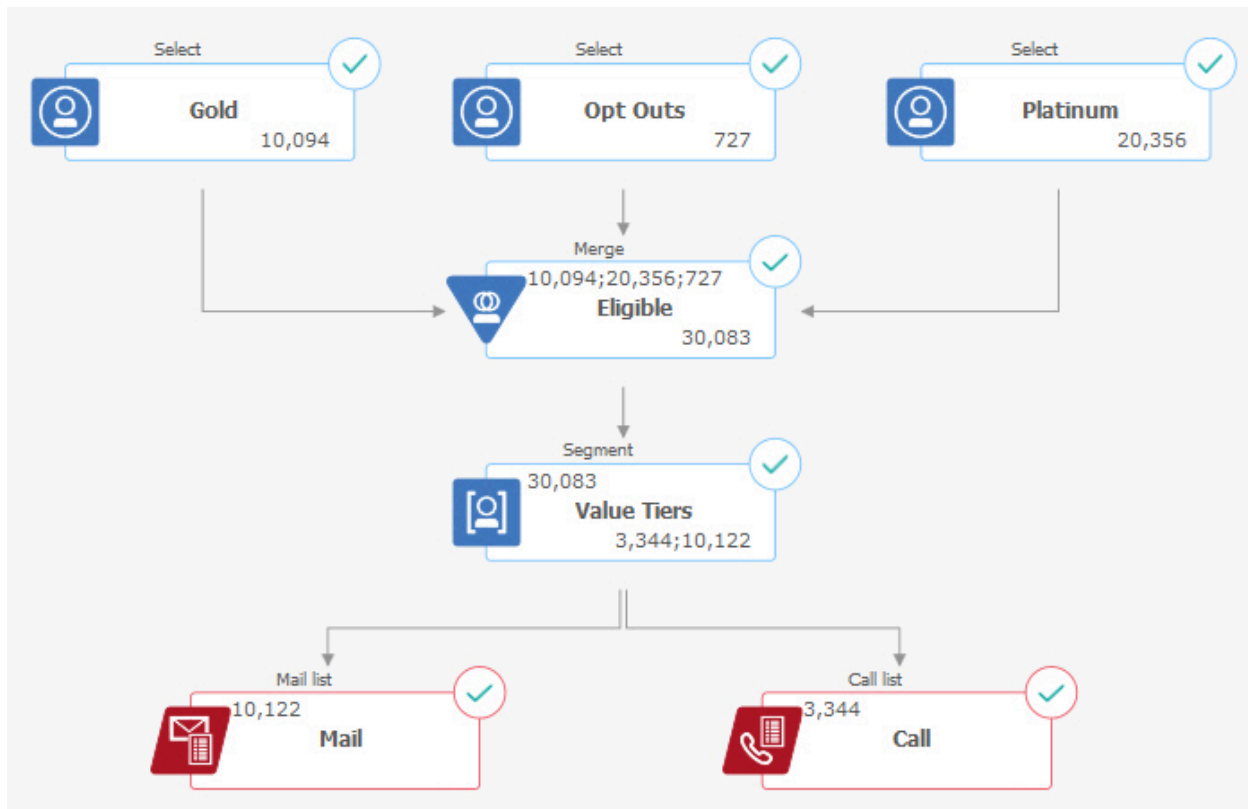 Select
Gold
10,094
Select
Opt Outs
727
Select
Platinum
20,356
Merge
10,094;20,356;727
Eligible
30,083
Segment
30,083
Value Tiers
3,344;10,122
Mail list
10,122
Mail
Call list
3,344
Call